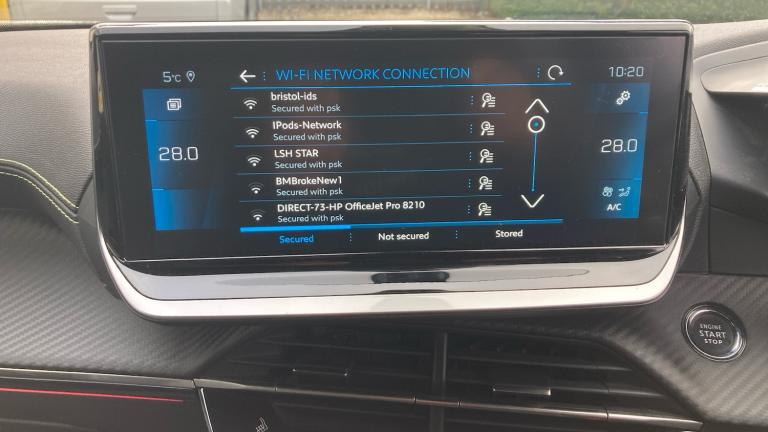 5°C
WI-FI NETWORK CONNECTION
10:20
bristol-ids
Secured with psk
IPods-Network
Secured with psk
LSH STAR
Secured with psk
BMBrokeNew1
Secured with psk
DIRECT-73-HP OfficeJet Pro 8210
Secured with psk
28.0
28.0
A/C
Secured
Not secured
Stored
ENGINE
START
STOP